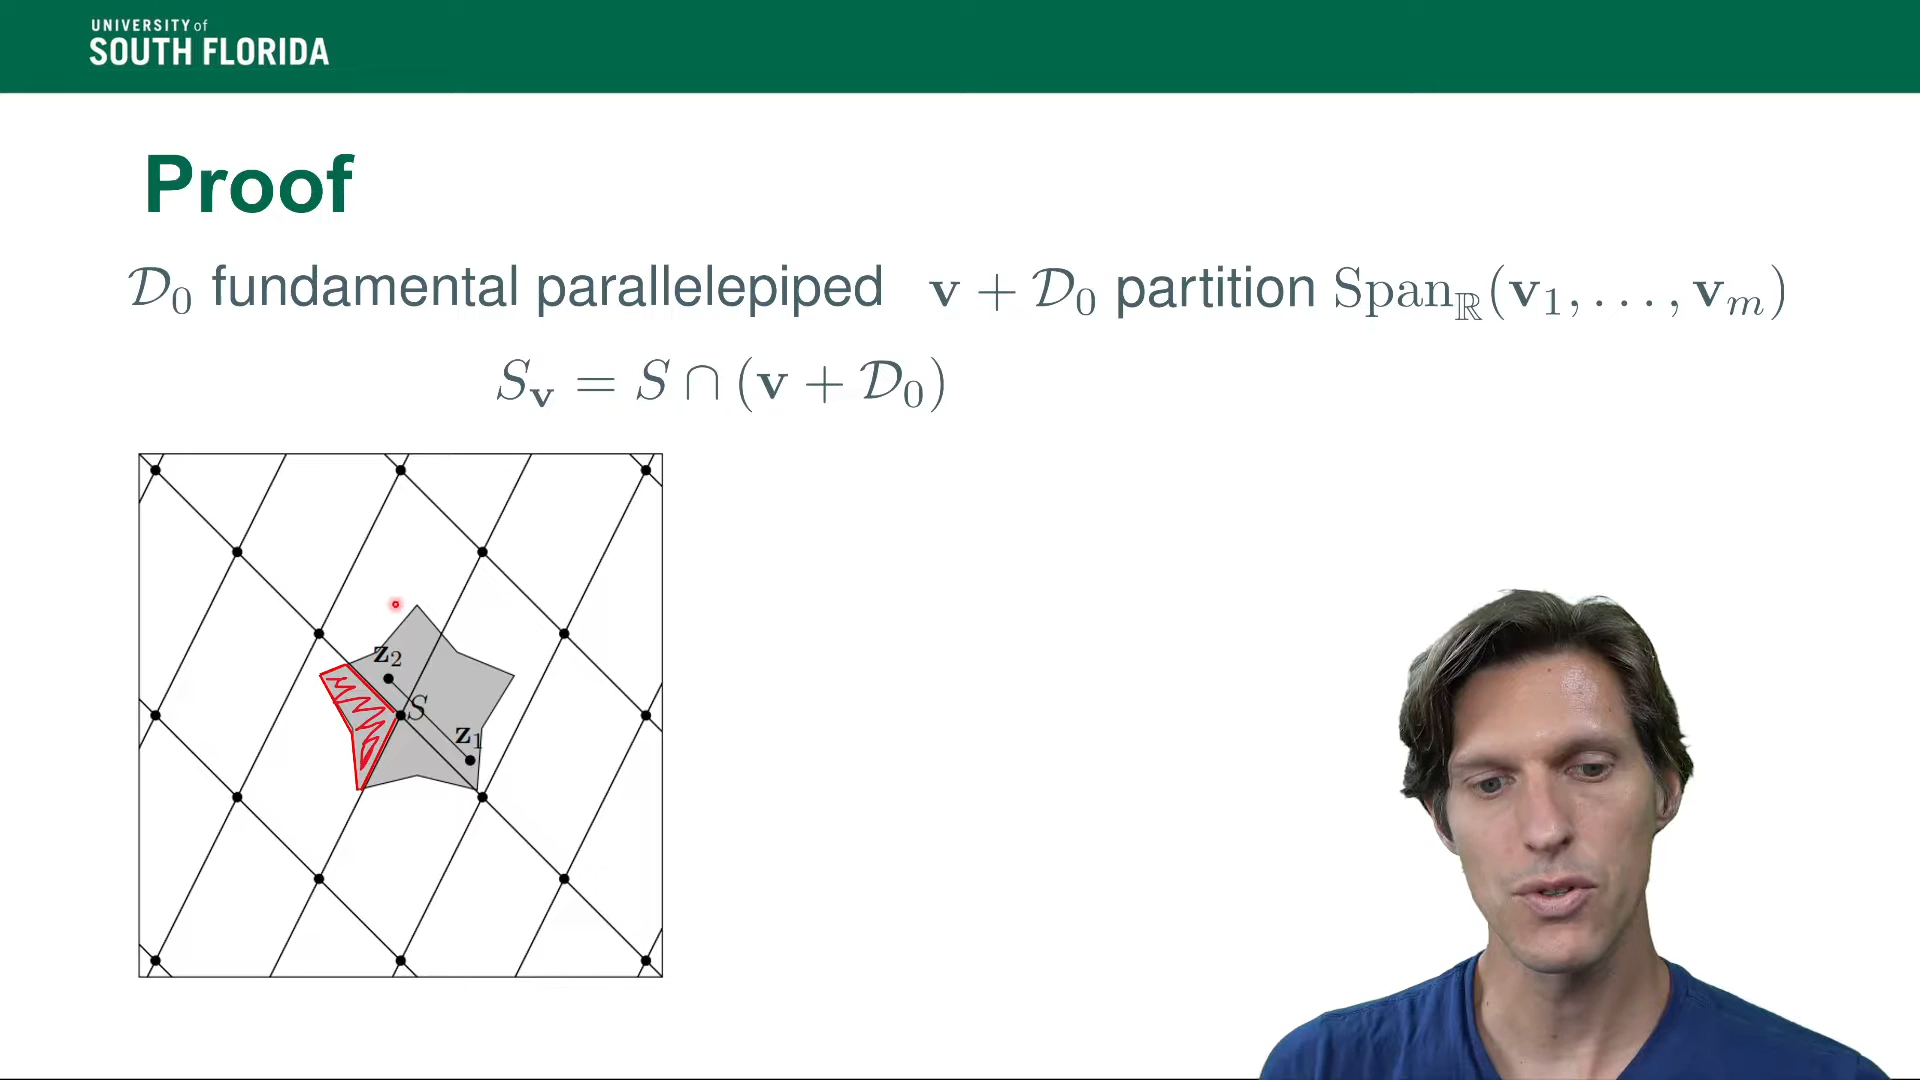 UNIVERSITY of
SOUTH FLORIDA
Proof
𝒟₀ fundamental parallelepiped 𝐯 + 𝒟₀ partition Span_ℝ(𝐯₁, …, 𝐯ₘ)
S_𝐯 = S ∩ (𝐯 + 𝒟₀)
𝐳₂
S
𝐳₁